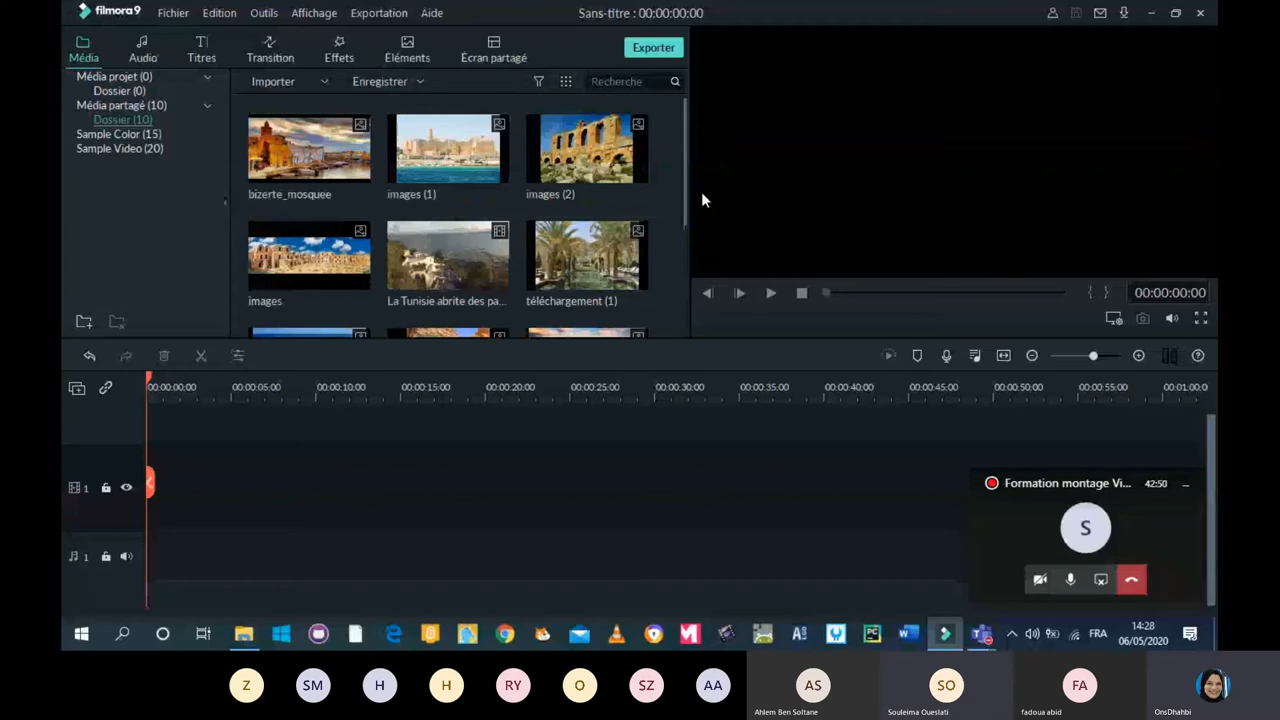 filmora9 Fichier Edition Outils Affichage Exportation Aide Sans-titre : 00:00:00:00
Média Audio Titres Transition Effets Eléments Écran partagé Exporter
Média projet (0)
Dossier (0)
Média partagé (10)
Dossier (10)
Sample Color (15)
Sample Video (20)
Importer Enregistrer Recherche
bizerte_mosquee images (1) images (2)
images La Tunisie abrite des pa... téléchargement (1)
00:00:00:00
00:00:00:00 00:00:05:00 00:00:10:00 00:00:15:00 00:00:20:00 00:00:25:00 00:00:30:00 00:00:35:00 00:00:40:00 00:00:45:00 00:00:50:00 00:00:55:00 00:01:00:0
1
1
Formation montage Vi... 42:50
S
FRA
14:28
06/05/2020
Z SM H H RY O SZ AA AS SO FA
Ahlem Ben Soltane Souleima Oueslati fadoua abid OnsDhahbi